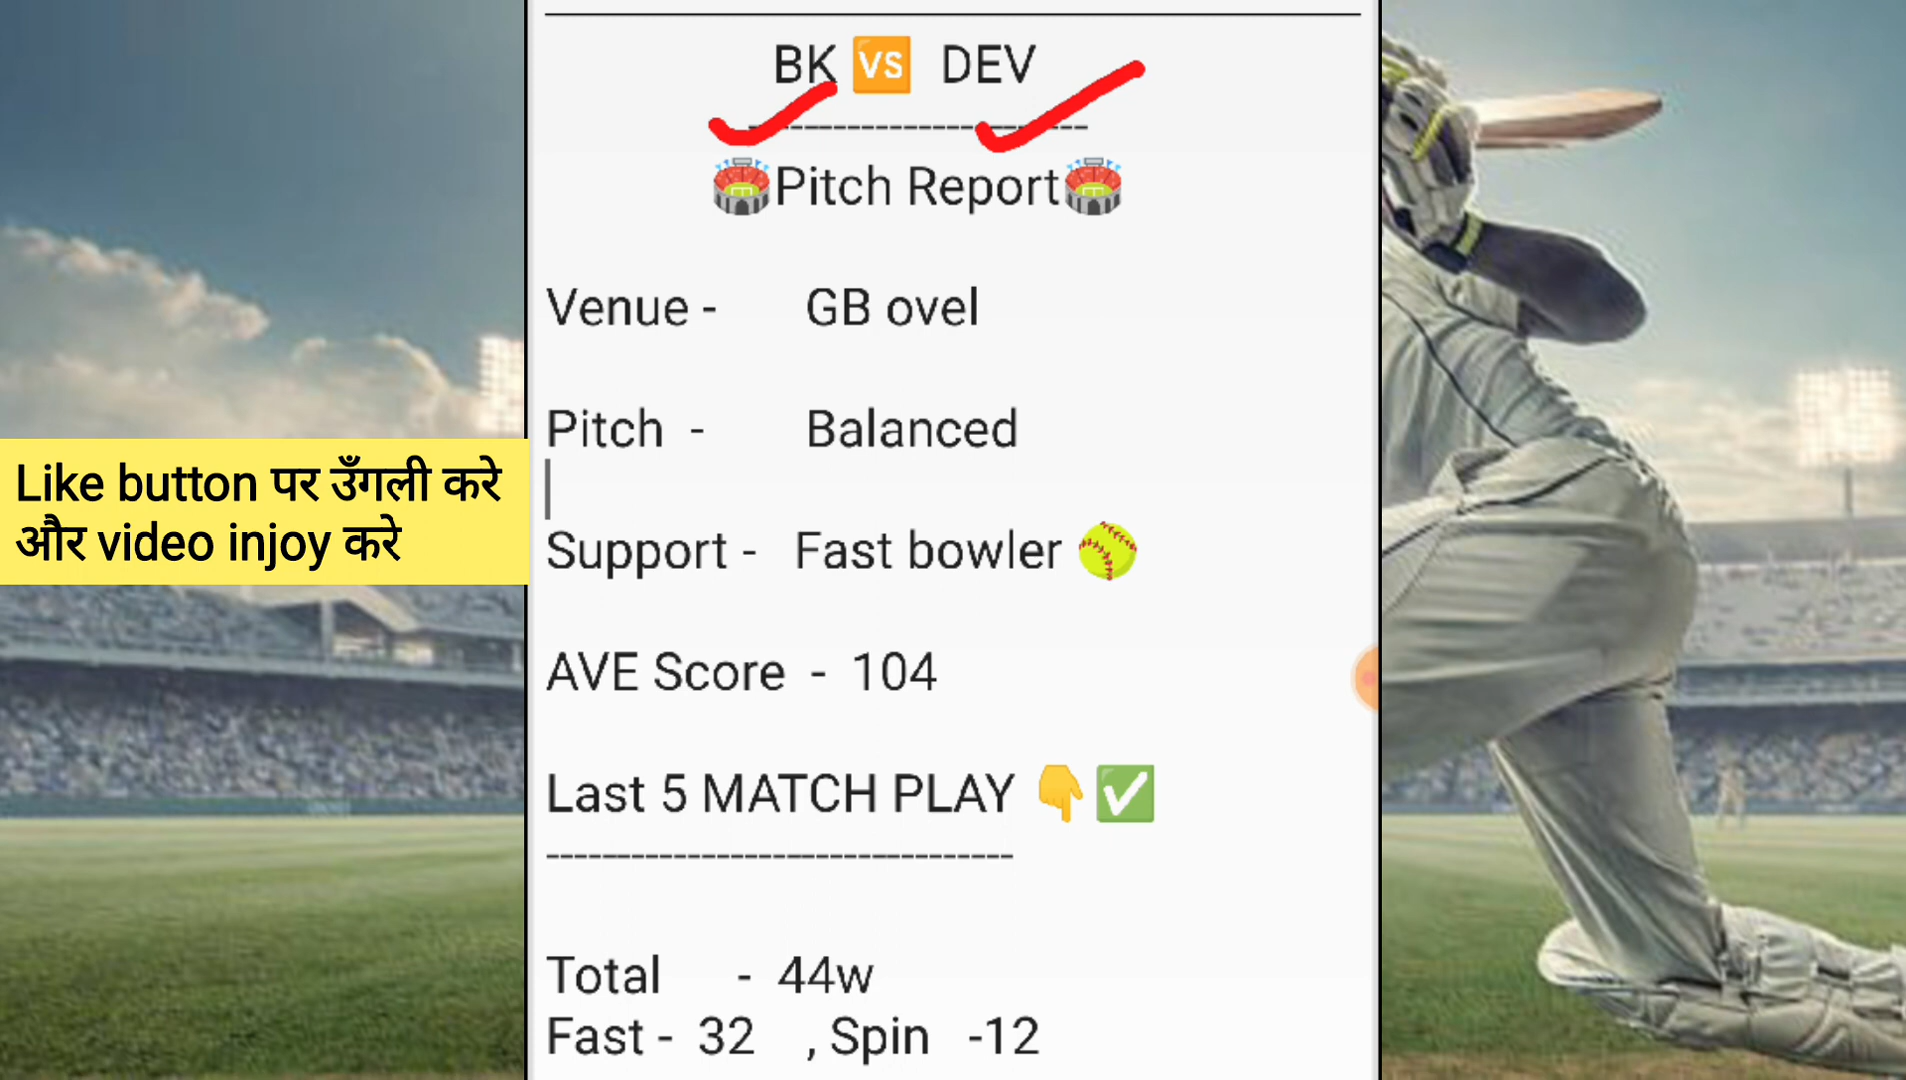 BK 🆚 DEV
----------------------
🏟️Pitch Report🏟️
Venue - GB ovel
Pitch - Balanced
Like button पर उँगली करे
और video injoy करे
Support - Fast bowler 🥎
AVE Score - 104
Last 5 MATCH PLAY 👇✅
---------------------------------
Total - 44w
Fast - 32 , Spin -12